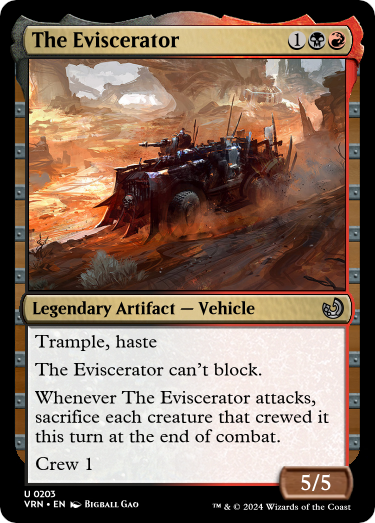 The Eviscerator 1
Legendary Artifact — Vehicle
Trample, haste
The Eviscerator can't block.
Whenever The Eviscerator attacks,
sacrifice each creature that crewed it
this turn at the end of combat.
Crew 1
5/5
U 0203
VRN • EN Bigball Gao
™ & © 2024 Wizards of the Coast